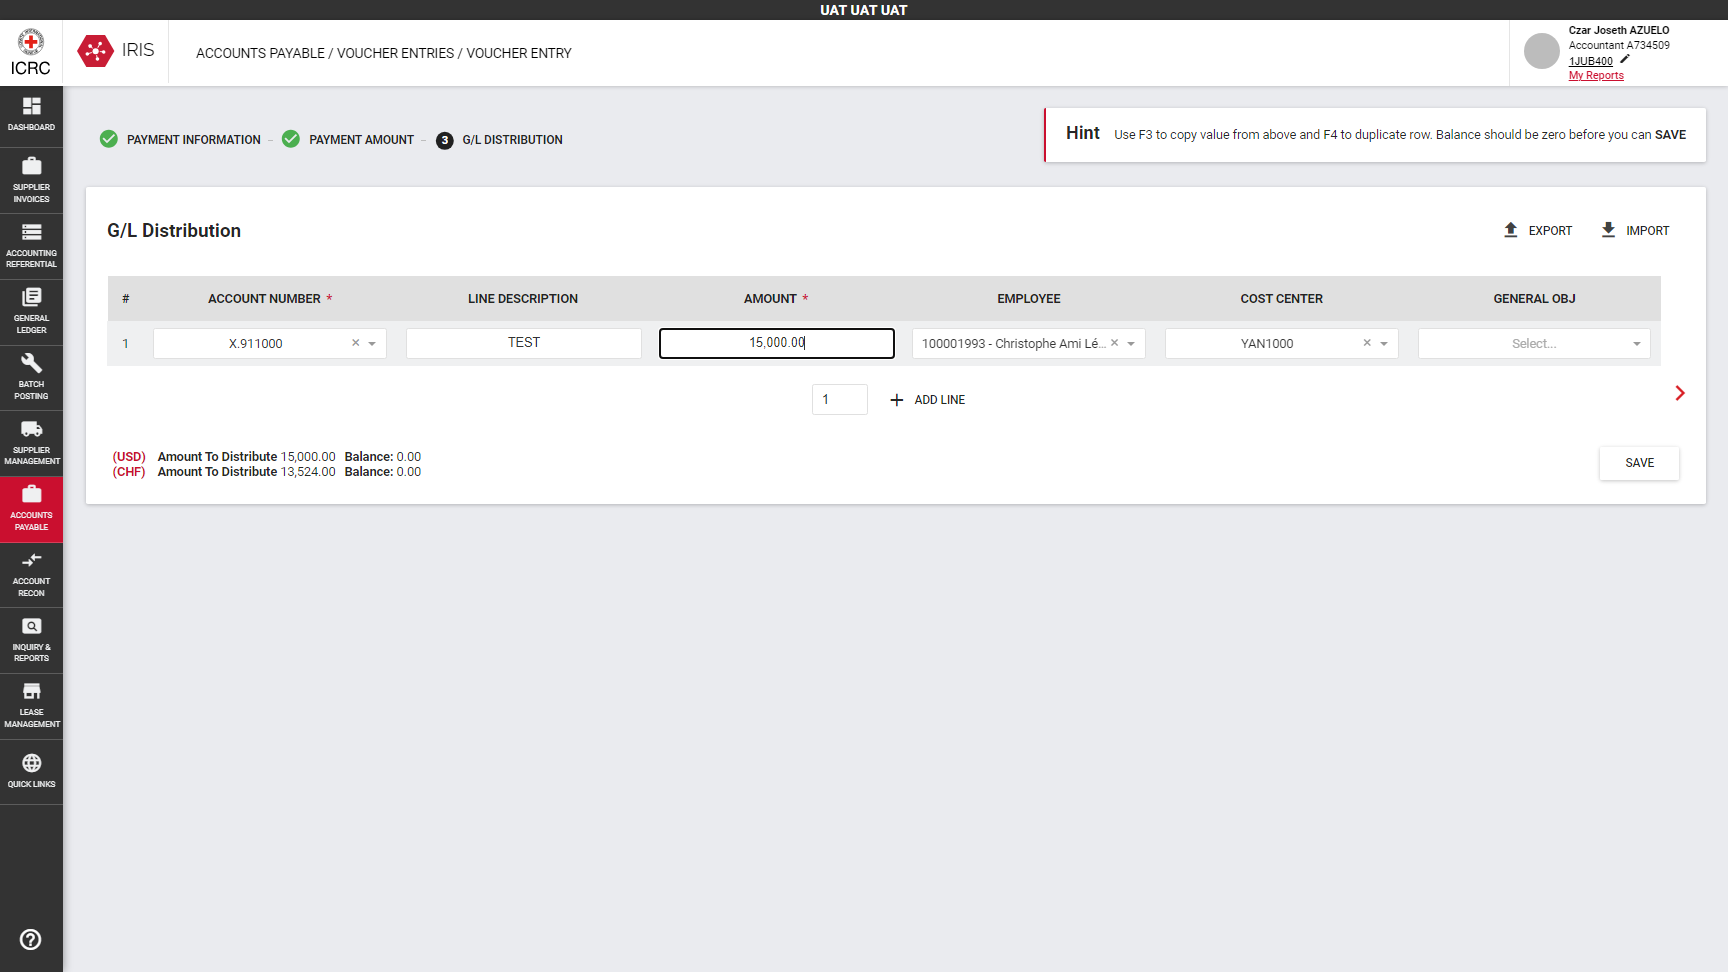 UAT UAT UAT
ICRC
IRIS
ACCOUNTS PAYABLE / VOUCHER ENTRIES / VOUCHER ENTRY
Czar Joseth AZUELO
Accountant A734509
1JUB400
My Reports
DASHBOARD
SUPPLIER
INVOICES
ACCOUNTING
REFERENTIAL
GENERAL
LEDGER
BATCH
POSTING
SUPPLIER
MANAGEMENT
ACCOUNTS
PAYABLE
ACCOUNT
RECON
INQUIRY &
REPORTS
LEASE
MANAGEMENT
QUICK LINKS
PAYMENT INFORMATION – PAYMENT AMOUNT – 3 G/L DISTRIBUTION
Hint Use F3 to copy value from above and F4 to duplicate row. Balance should be zero before you can SAVE
G/L Distribution
EXPORT IMPORT
# ACCOUNT NUMBER * LINE DESCRIPTION AMOUNT * EMPLOYEE COST CENTER GENERAL OBJ
1 X.911000 × TEST 15,000.00 100001993 - Christophe Ami Lé... × YAN1000 × Select...
1 + ADD LINE
(USD) Amount To Distribute 15,000.00 Balance: 0.00
(CHF) Amount To Distribute 13,524.00 Balance: 0.00
SAVE